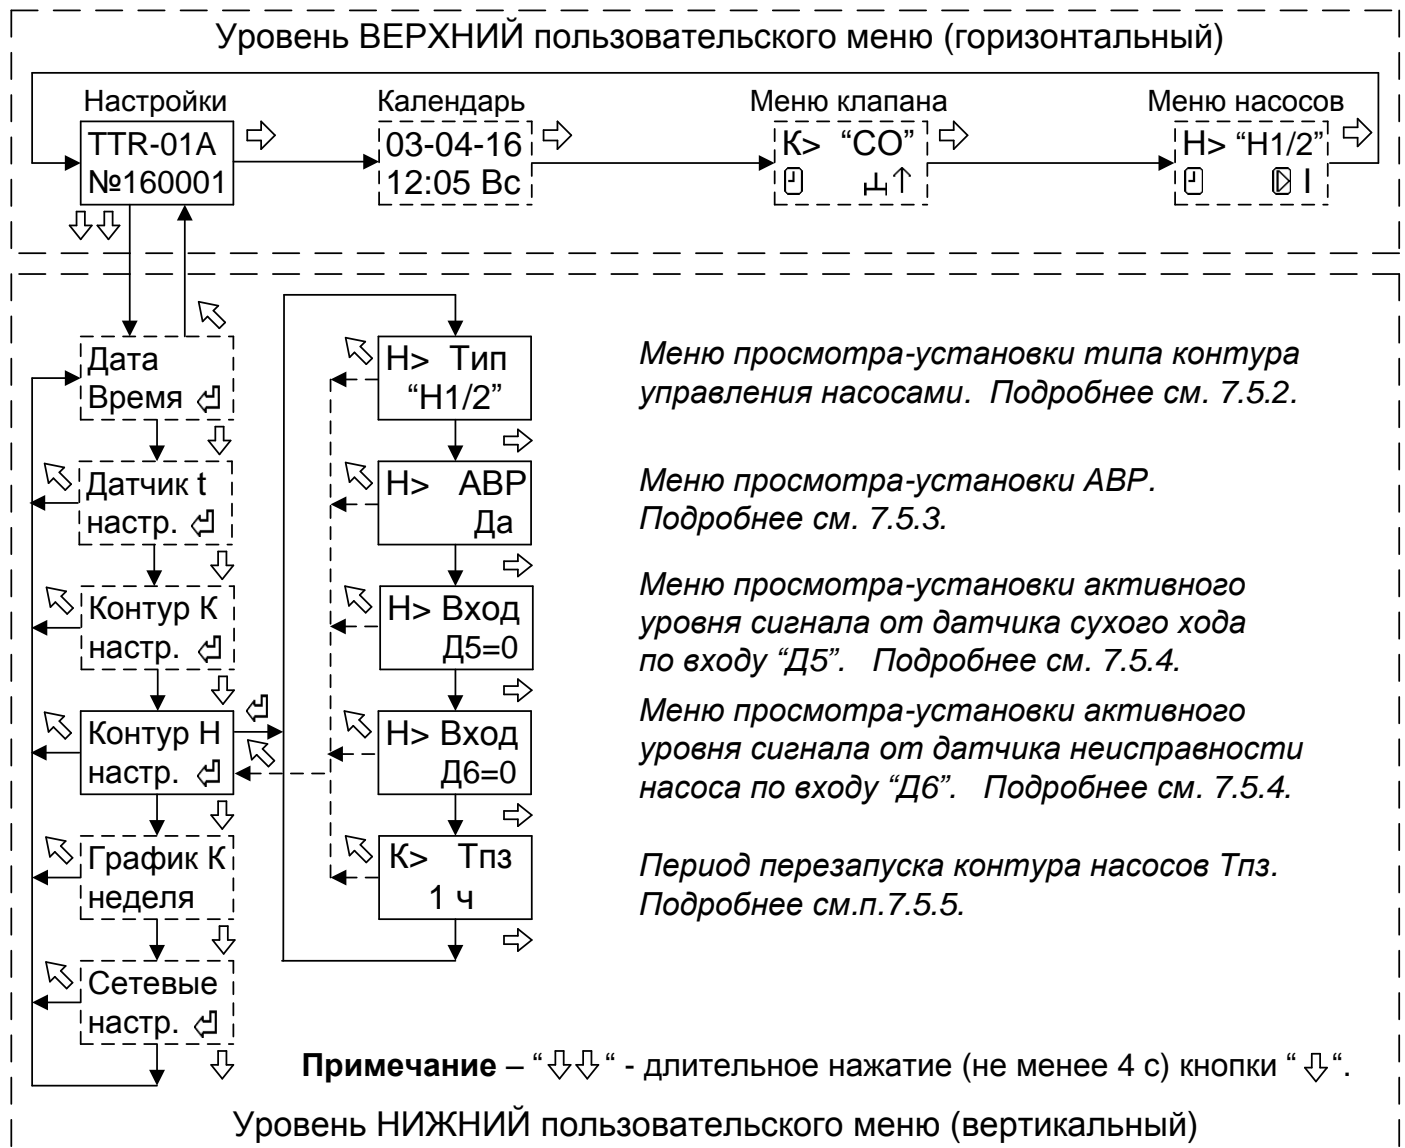 Уровень ВЕРХНИЙ пользовательского меню (горизонтальный)
Настройки
TTR-01A
№160001
Календарь
03-04-16
12:05 Вс
Меню клапана
К> “СО”
Меню насосов
Н> “Н1/2”
I
Дата
Время
Датчик t
настр.
Контур К
настр.
Контур Н
настр.
График К
неделя
Сетевые
настр.
Н> Тип
“Н1/2”
Меню просмотра-установки типа контура
управления насосами. Подробнее см. 7.5.2.
Н> АВР
Да
Меню просмотра-установки АВР.
Подробнее см. 7.5.3.
Н> Вход
Д5=0
Меню просмотра-установки активного
уровня сигнала от датчика сухого хода
по входу “Д5”. Подробнее см. 7.5.4.
Н> Вход
Д6=0
Меню просмотра-установки активного
уровня сигнала от датчика неисправности
насоса по входу “Д6”. Подробнее см. 7.5.4.
К> Тпз
1 ч
Период перезапуска контура насосов Тпз.
Подробнее см.п.7.5.5.
Примечание – “⇩⇩“ - длительное нажатие (не менее 4 с) кнопки “⇩“.
Уровень НИЖНИЙ пользовательского меню (вертикальный)